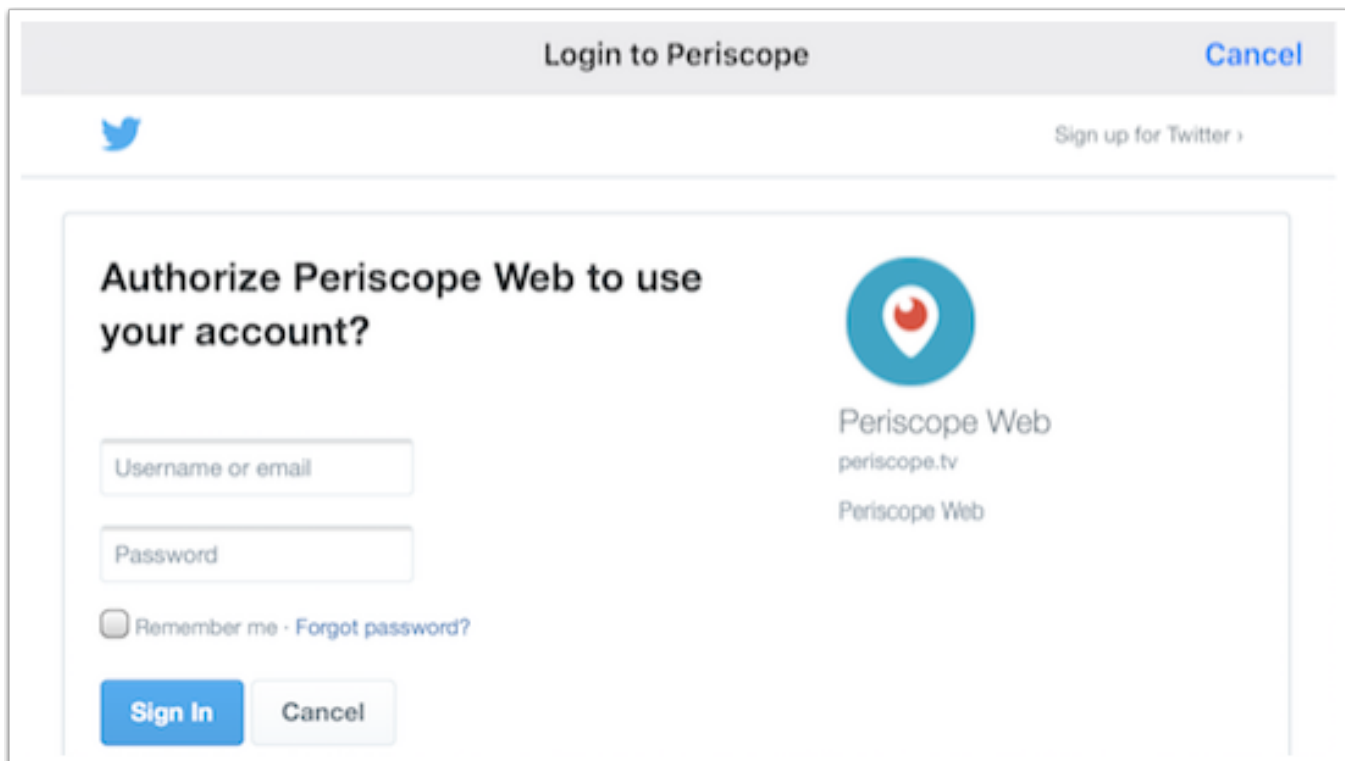 Login to Periscope
Cancel
Sign up for Twitter ›
Authorize Periscope Web to use
your account?
Username or email
Password
Remember me · Forgot password?
Sign In
Cancel
Periscope Web
periscope.tv
Periscope Web